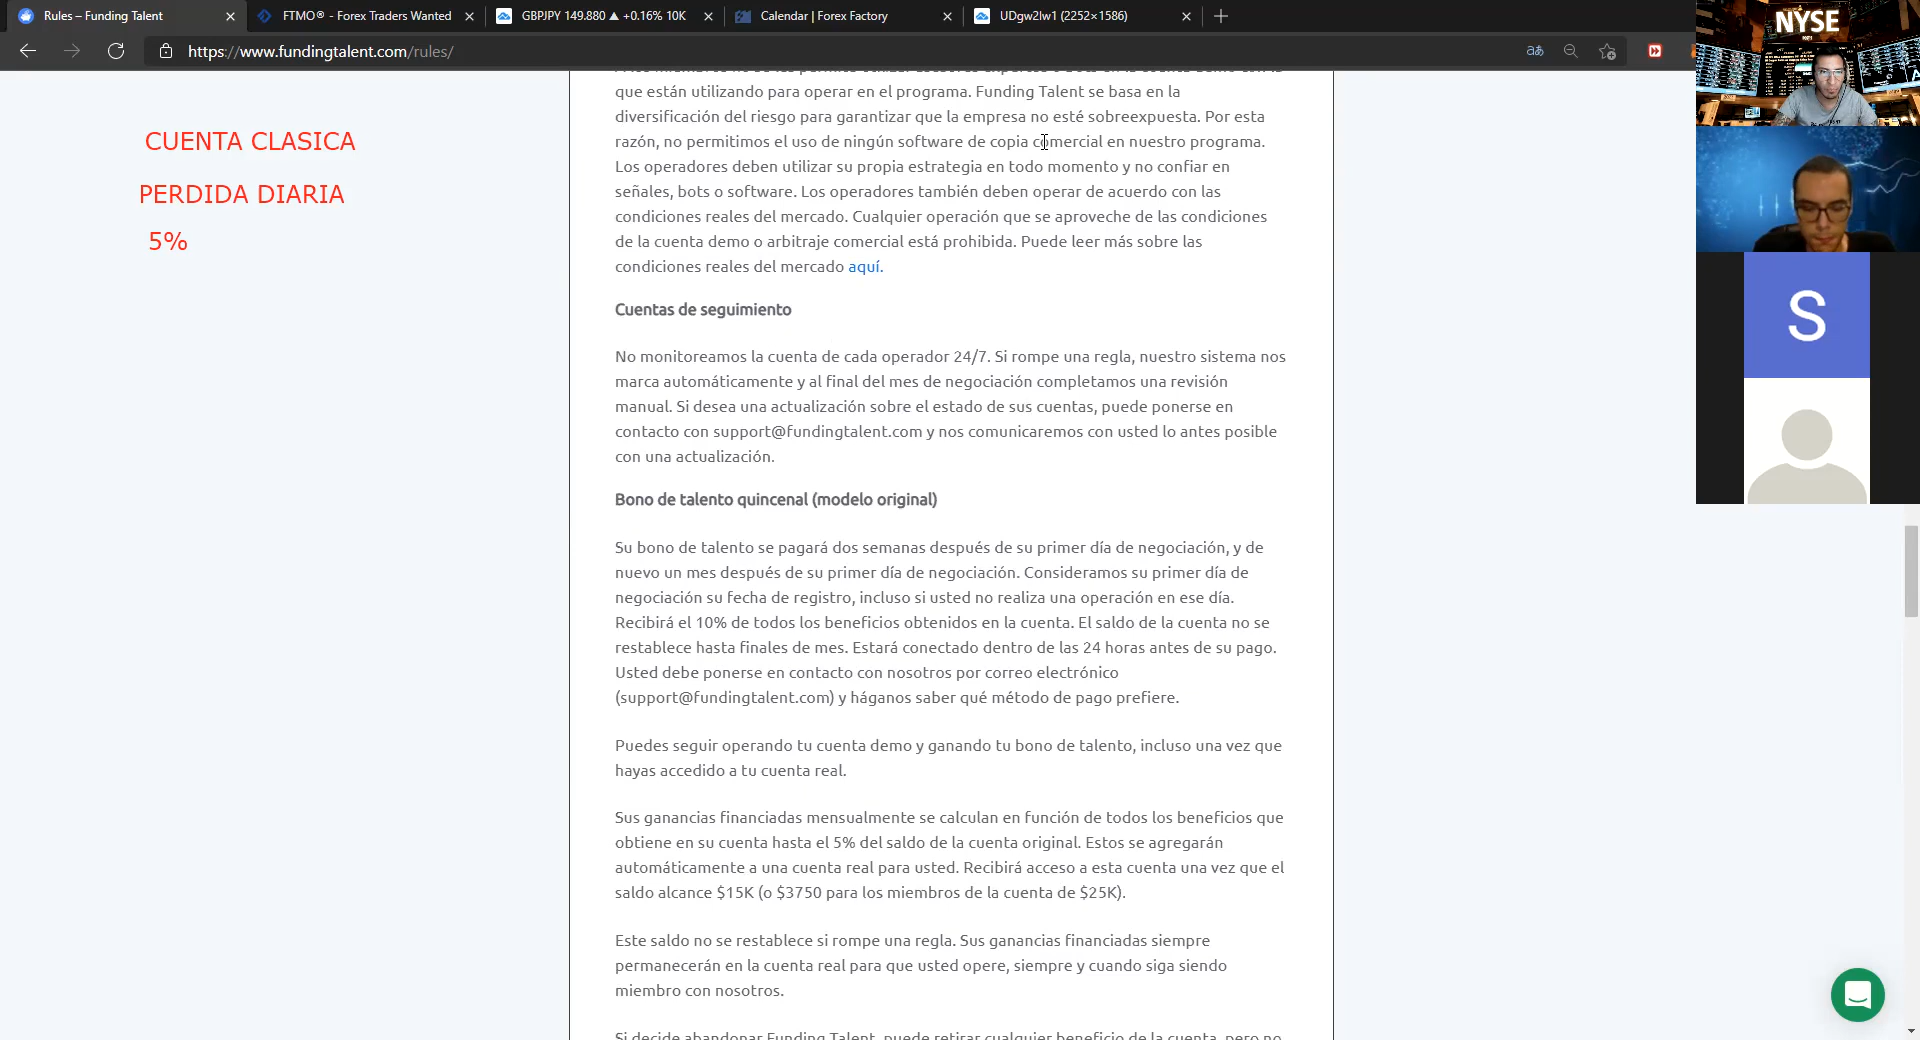 Rules – Funding Talent
FTMO® - Forex Traders Wanted
GBPJPY 149.880 ▲ +0.16% 10K
Calendar | Forex Factory
UDgw2lw1 (2252×1586)
https://www.fundingtalent.com/rules/
NYSE
CUENTA CLASICA
PERDIDA DIARIA
5%
que están utilizando para operar en el programa. Funding Talent se basa en la
diversificación del riesgo para garantizar que la empresa no esté sobreexpuesta. Por esta
razón, no permitimos el uso de ningún software de copia comercial en nuestro programa.
Los operadores deben utilizar su propia estrategia en todo momento y no confiar en
señales, bots o software. Los operadores también deben operar de acuerdo con las
condiciones reales del mercado. Cualquier operación que se aproveche de las condiciones
de la cuenta demo o arbitraje comercial está prohibida. Puede leer más sobre las
condiciones reales del mercado aquí.
Cuentas de seguimiento
No monitoreamos la cuenta de cada operador 24/7. Si rompe una regla, nuestro sistema nos
marca automáticamente y al final del mes de negociación completamos una revisión
manual. Si desea una actualización sobre el estado de sus cuentas, puede ponerse en
contacto con support@fundingtalent.com y nos comunicaremos con usted lo antes posible
con una actualización.
Bono de talento quincenal (modelo original)
Su bono de talento se pagará dos semanas después de su primer día de negociación, y de
nuevo un mes después de su primer día de negociación. Consideramos su primer día de
negociación su fecha de registro, incluso si usted no realiza una operación en ese día.
Recibirá el 10% de todos los beneficios obtenidos en la cuenta. El saldo de la cuenta no se
restablece hasta finales de mes. Estará conectado dentro de las 24 horas antes de su pago.
Usted debe ponerse en contacto con nosotros por correo electrónico
(support@fundingtalent.com) y háganos saber qué método de pago prefiere.
Puedes seguir operando tu cuenta demo y ganando tu bono de talento, incluso una vez que
hayas accedido a tu cuenta real.
Sus ganancias financiadas mensualmente se calculan en función de todos los beneficios que
obtiene en su cuenta hasta el 5% del saldo de la cuenta original. Estos se agregarán
automáticamente a una cuenta real para usted. Recibirá acceso a esta cuenta una vez que el
saldo alcance $15K (o $3750 para los miembros de la cuenta de $25K).
Este saldo no se restablece si rompe una regla. Sus ganancias financiadas siempre
permanecerán en la cuenta real para que usted opere, siempre y cuando siga siendo
miembro con nosotros.
Si decide abandonar Funding Talent, puede retirar cualquier beneficio de la cuenta, pero no
S